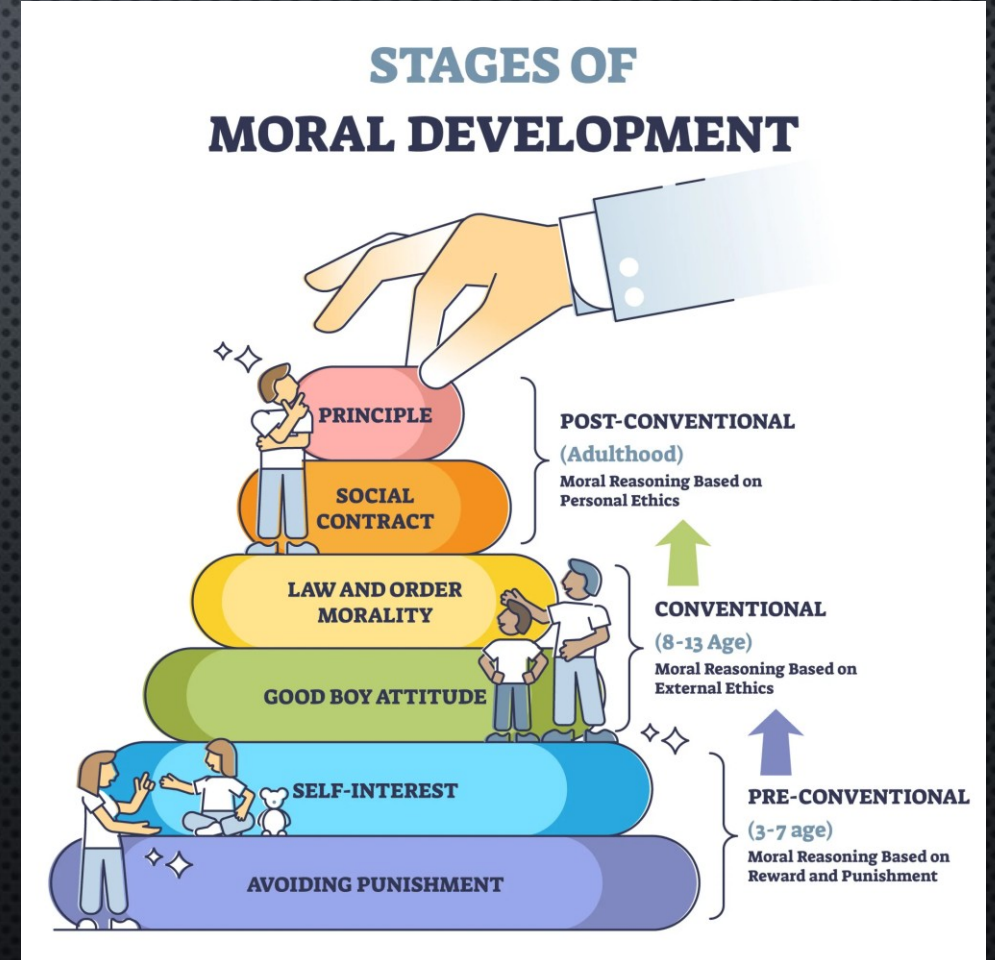 STAGES OF
MORAL DEVELOPMENT
PRINCIPLE
SOCIAL
CONTRACT
POST-CONVENTIONAL
(Adulthood)
Moral Reasoning Based on
Personal Ethics
LAW AND ORDER
MORALITY
GOOD BOY ATTITUDE
CONVENTIONAL
(8-13 Age)
Moral Reasoning Based on
External Ethics
SELF-INTEREST
AVOIDING PUNISHMENT
PRE-CONVENTIONAL
(3-7 age)
Moral Reasoning Based on
Reward and Punishment